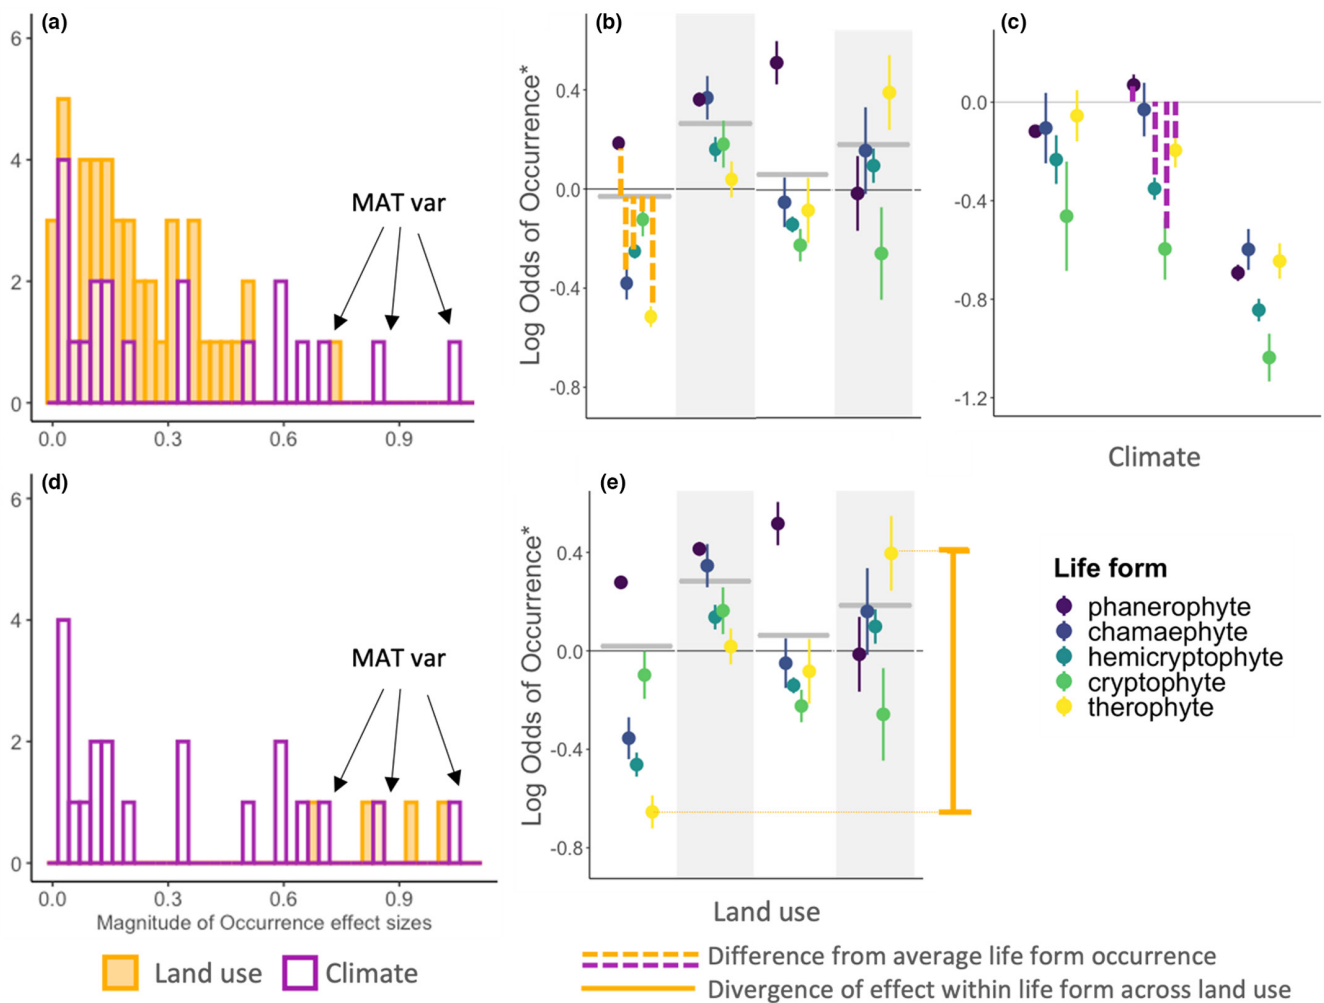 (a)
6
4
2
0
0.0 0.3 0.6 0.9
MAT var
(b)
Log Odds of Occurrence*
0.4
0.0
-0.4
-0.8
(c)
0.0
-0.4
-0.8
-1.2
Climate
(d)
6
4
2
0
0.0 0.3 0.6 0.9
MAT var
Magnitude of Occurrence effect sizes
Land use Climate
(e)
Log Odds of Occurrence*
0.4
0.0
-0.4
-0.8
Land use
Life form
phanerophyte
chamaephyte
hemicryptophyte
cryptophyte
therophyte
Difference from average life form occurrence
Divergence of effect within life form across land use